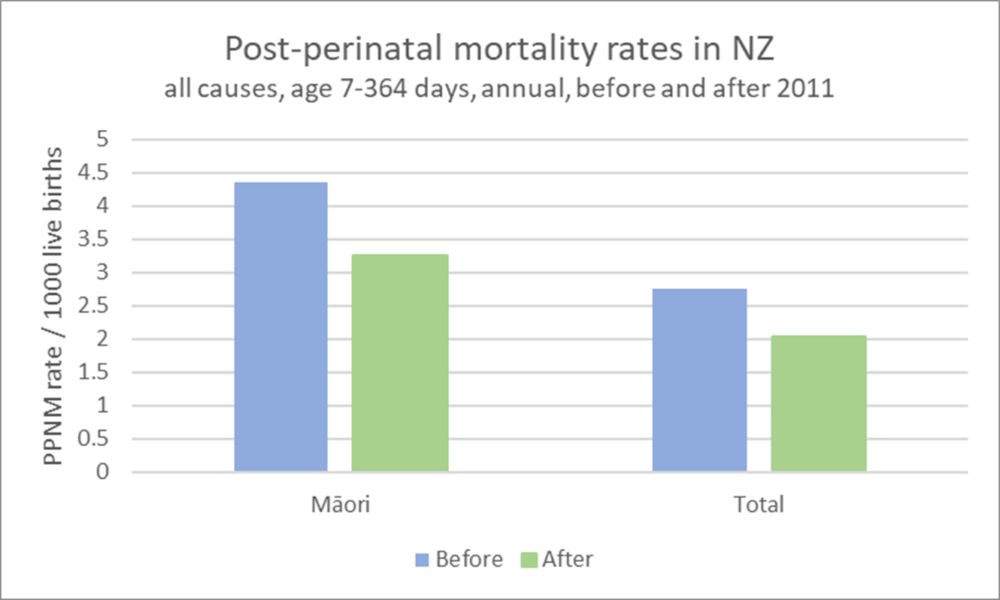 Post-perinatal mortality rates in NZ
all causes, age 7-364 days, annual, before and after 2011
PPNM rate / 1000 live births
5
4.5
4
3.5
3
2.5
2
1.5
1
0.5
0
Māori
Total
Before
After